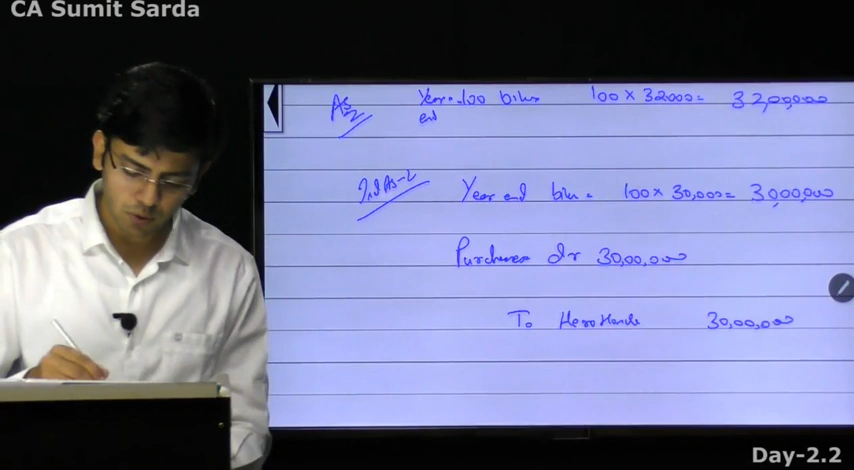 CA Sumit Sarda
AS
2 Year 100 bikes 100 × 32000 = 32,00,000
end
Ind AS-2 Year end bike = 100 × 30,000 = 30,00,000
Purchases Dr 30,00,000
To Hero Honda 30,00,000
Day-2.2